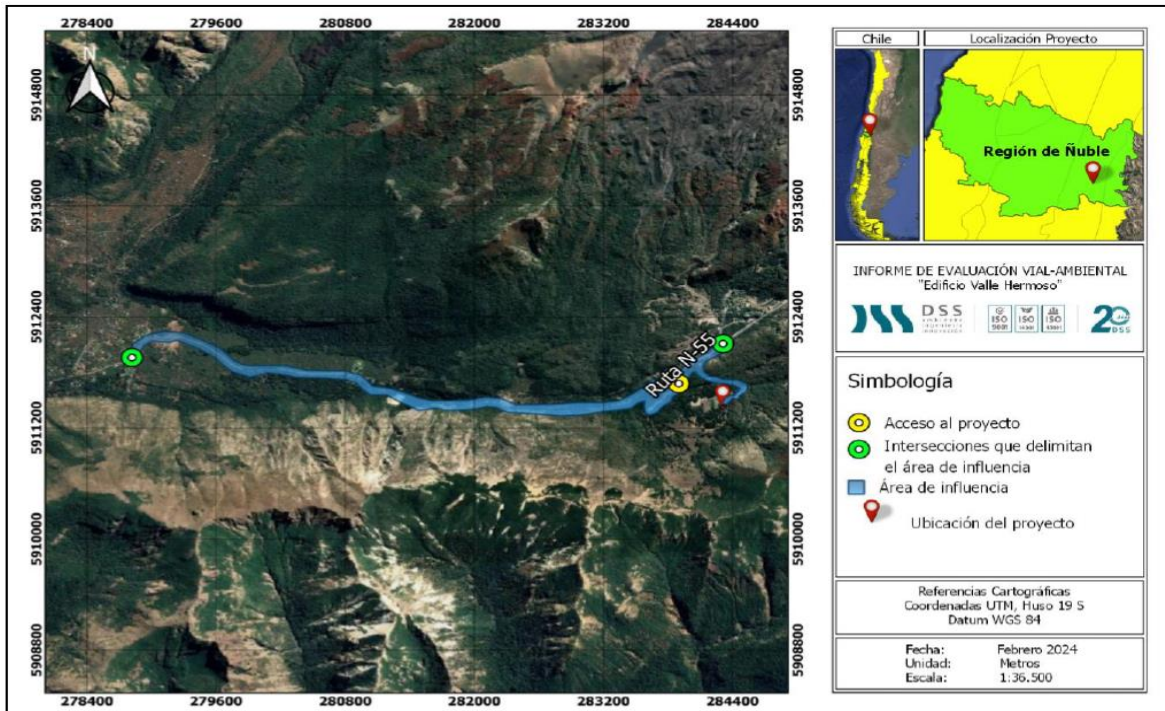 278400 279600 280800 282000 283200 284400
N
5914800 5914800
5913600 5913600
5912400 5912400
5911200 5911200
5910000 5910000
5908800 5908800
Ruta N-55
278400 279600 280800 282000 283200 284400
Chile
Localización Proyecto
Región de Ñuble
INFORME DE EVALUACIÓN VIAL-AMBIENTAL
"Edificio Valle Hermoso"
DSS
ISO
ISO
ISO
20
DSS
Simbología
Acceso al proyecto
Intersecciones que delimitan
el área de influencia
Área de influencia
Ubicación del proyecto
Referencias Cartográficas
Coordenadas UTM, Huso 19 S
Datum WGS 84
Fecha: Febrero 2024
Unidad: Metros
Escala: 1:36.500